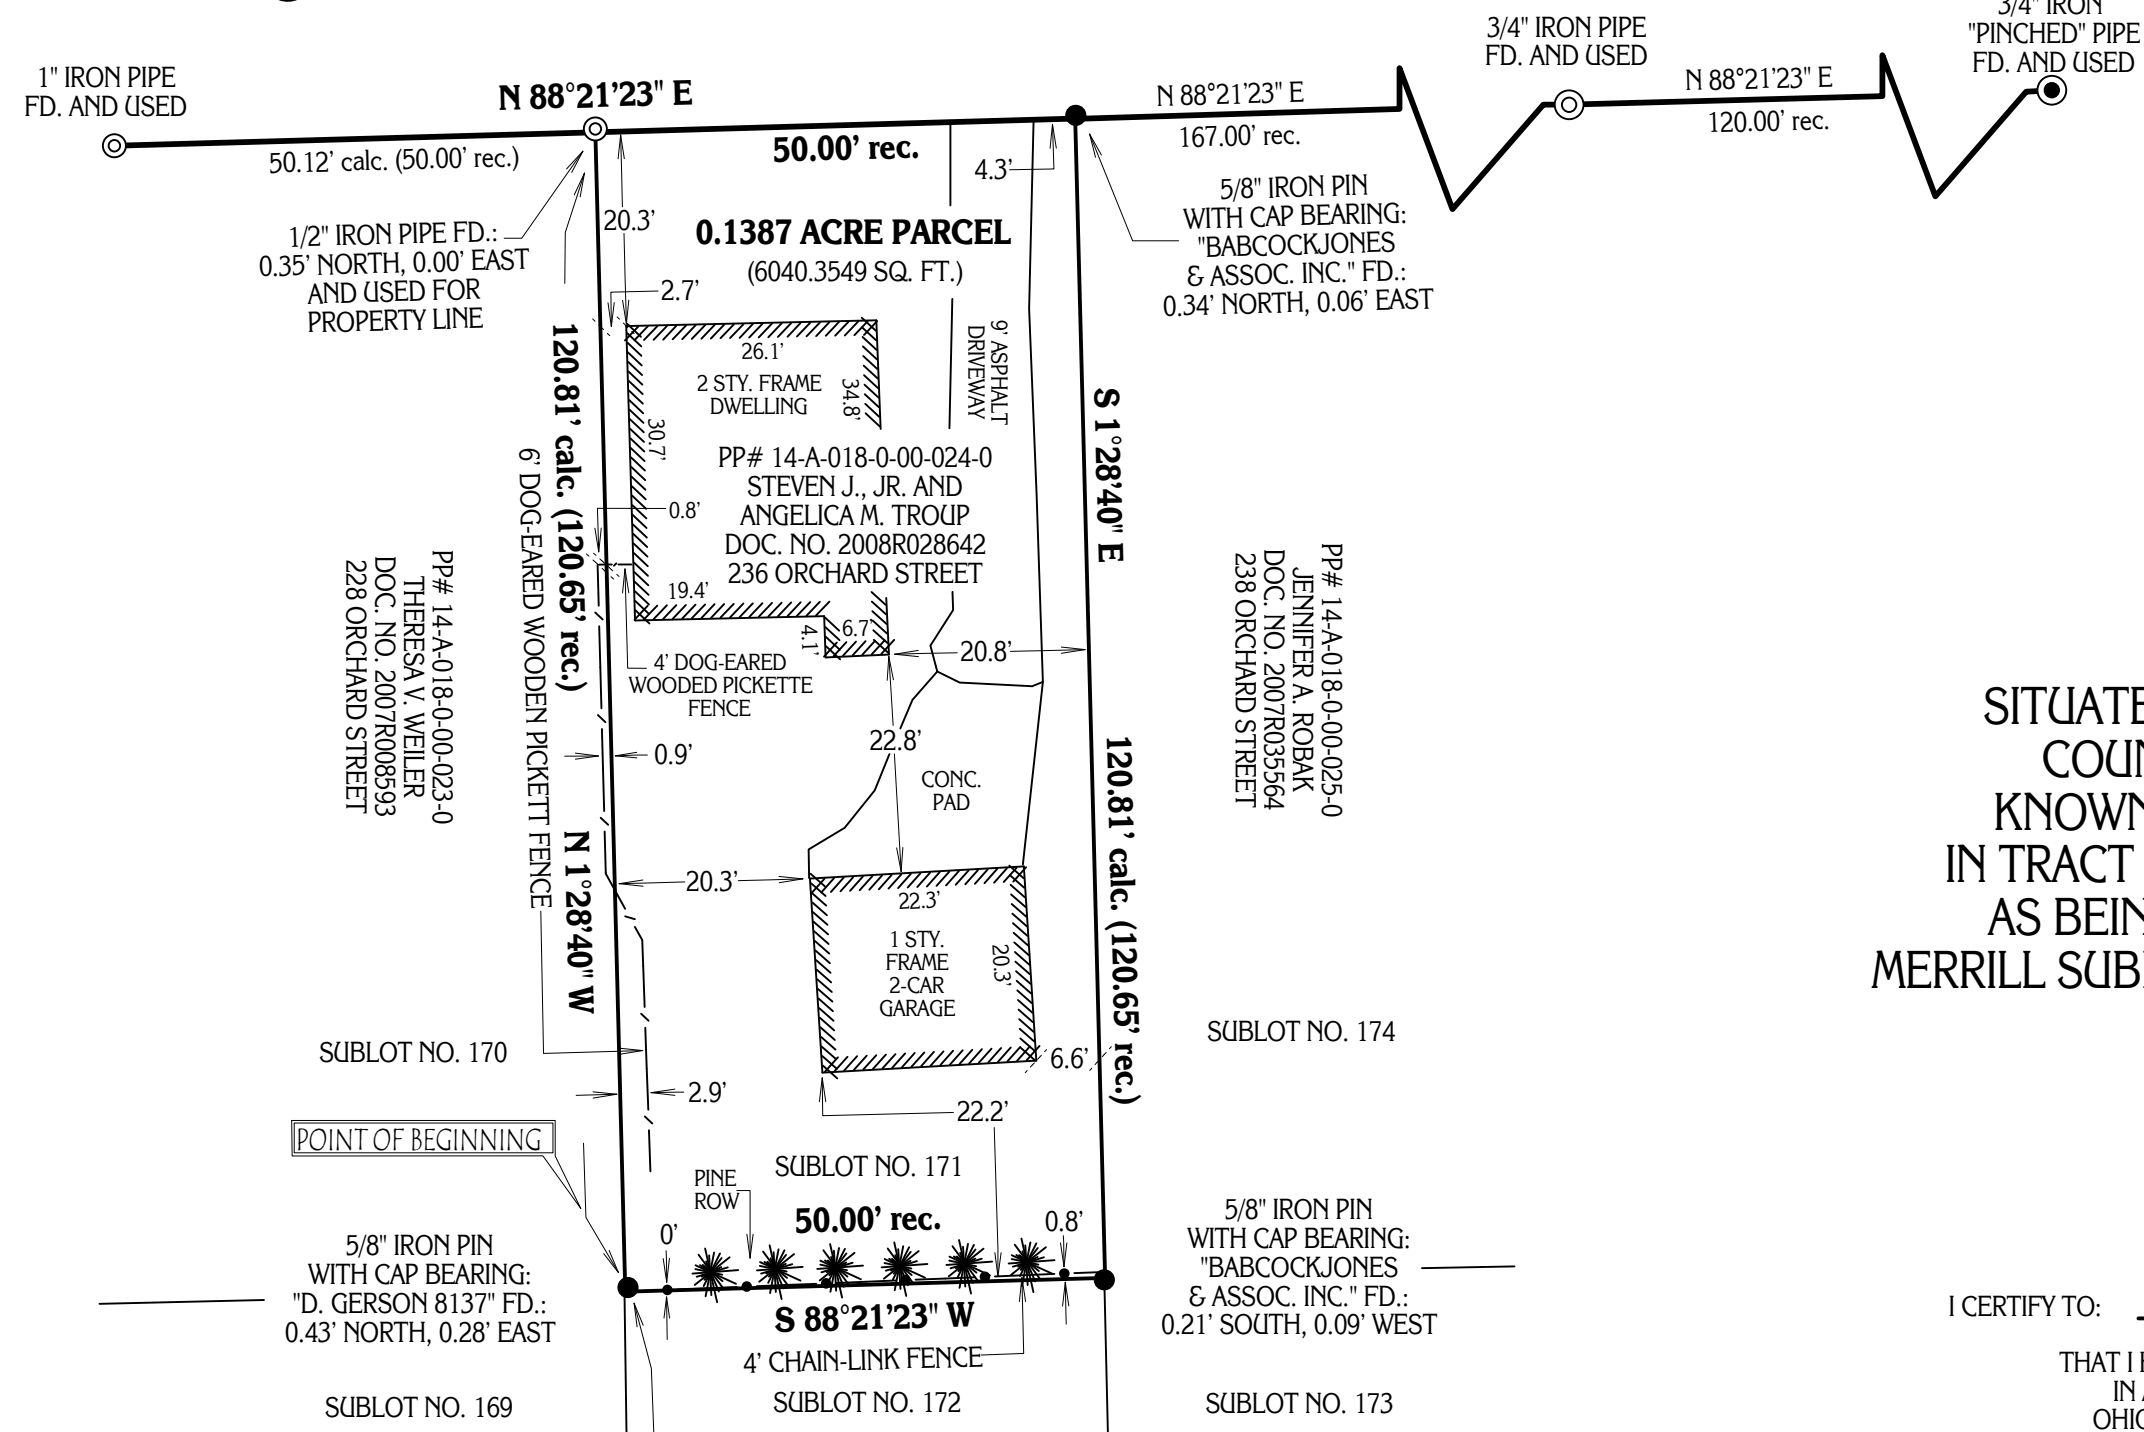 3/4" IRON
"PINCHED" PIPE
FD. AND USED
3/4" IRON PIPE
FD. AND USED
1" IRON PIPE
FD. AND USED
N 88°21'23" E
N 88°21'23" E
N 88°21'23" E
50.12' calc. (50.00' rec.)
50.00' rec.
167.00' rec.
120.00' rec.
4.3'
20.3'
1/2" IRON PIPE FD.:
0.35' NORTH, 0.00' EAST
AND USED FOR
PROPERTY LINE
0.1387 ACRE PARCEL
(6040.3549 SQ. FT.)
5/8" IRON PIN
WITH CAP BEARING:
"BABCOCKJONES
& ASSOC. INC." FD.:
0.34' NORTH, 0.06' EAST
2.7'
26.1'
2 STY. FRAME
DWELLING
34.8'
30.7'
9' ASPHALT
DRIVEWAY
120.81' calc. (120.65' rec.)
6' DOG-EARED WOODEN PICKETT FENCE
S 1°28'40" E
PP# 14-A-018-0-00-024-0
STEVEN J., JR. AND
ANGELICA M. TROUP
DOC. NO. 2008R028642
236 ORCHARD STREET
0.8'
19.4'
4.1'
6.7'
20.8'
4' DOG-EARED
WOODED PICKETTE
FENCE
PP# 14-A-018-0-00-023-0
THERESA V. WEILER
DOC. NO. 2007R008593
228 ORCHARD STREET
PP# 14-A-018-0-00-025-0
JENNIFER A. ROBAK
DOC. NO. 2007R035564
238 ORCHARD STREET
0.9'
22.8'
CONC.
PAD
N 1°28'40" W
120.81' calc. (120.65' rec.)
20.3'
22.3'
1 STY.
FRAME
2-CAR
GARAGE
20.3'
6.6'
SUBLOT NO. 170
SUBLOT NO. 174
2.9'
22.2'
POINT OF BEGINNING
SUBLOT NO. 171
PINE
ROW
50.00' rec.
0'
0.8'
5/8" IRON PIN
WITH CAP BEARING:
"D. GERSON 8137" FD.:
0.43' NORTH, 0.28' EAST
5/8" IRON PIN
WITH CAP BEARING:
"BABCOCKJONES
& ASSOC. INC." FD.:
0.21' SOUTH, 0.09' WEST
S 88°21'23" W
4' CHAIN-LINK FENCE
SUBLOT NO. 169
SUBLOT NO. 172
SUBLOT NO. 173
SITUATE
COUN
KNOWN
IN TRACT
AS BEIN
MERRILL SUB
I CERTIFY TO:
THAT I
IN
OHIO